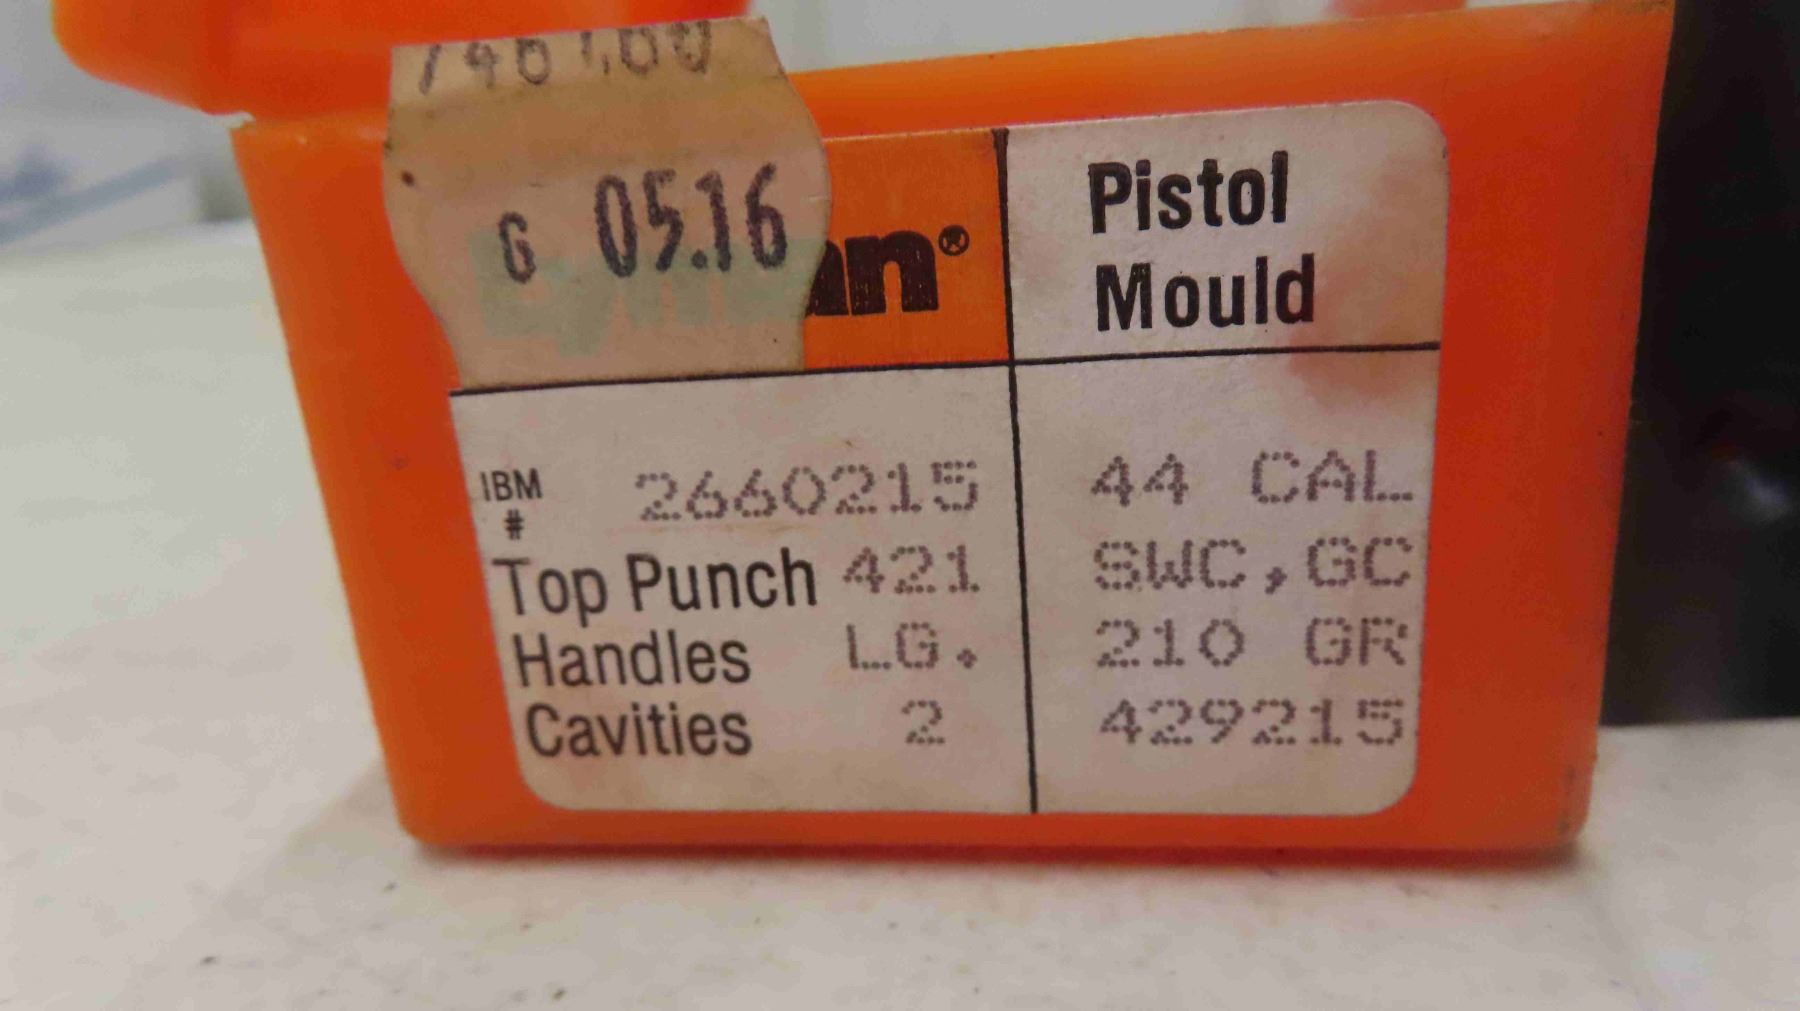 G 05.16
Pistol
Mould
IBM
#
2660215
Top Punch 421
Handles LG.
Cavities 2
44 CAL
SWC,GC
210 GR
429215